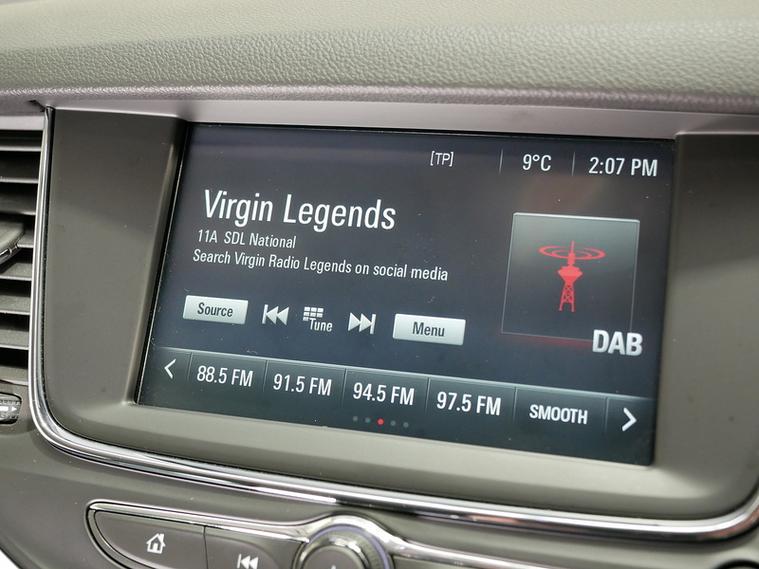 [TP] 9°C 2:07 PM
Virgin Legends
11A SDL National
Search Virgin Radio Legends on social media
Source Tune Menu
DAB
88.5 FM 91.5 FM 94.5 FM 97.5 FM SMOOTH